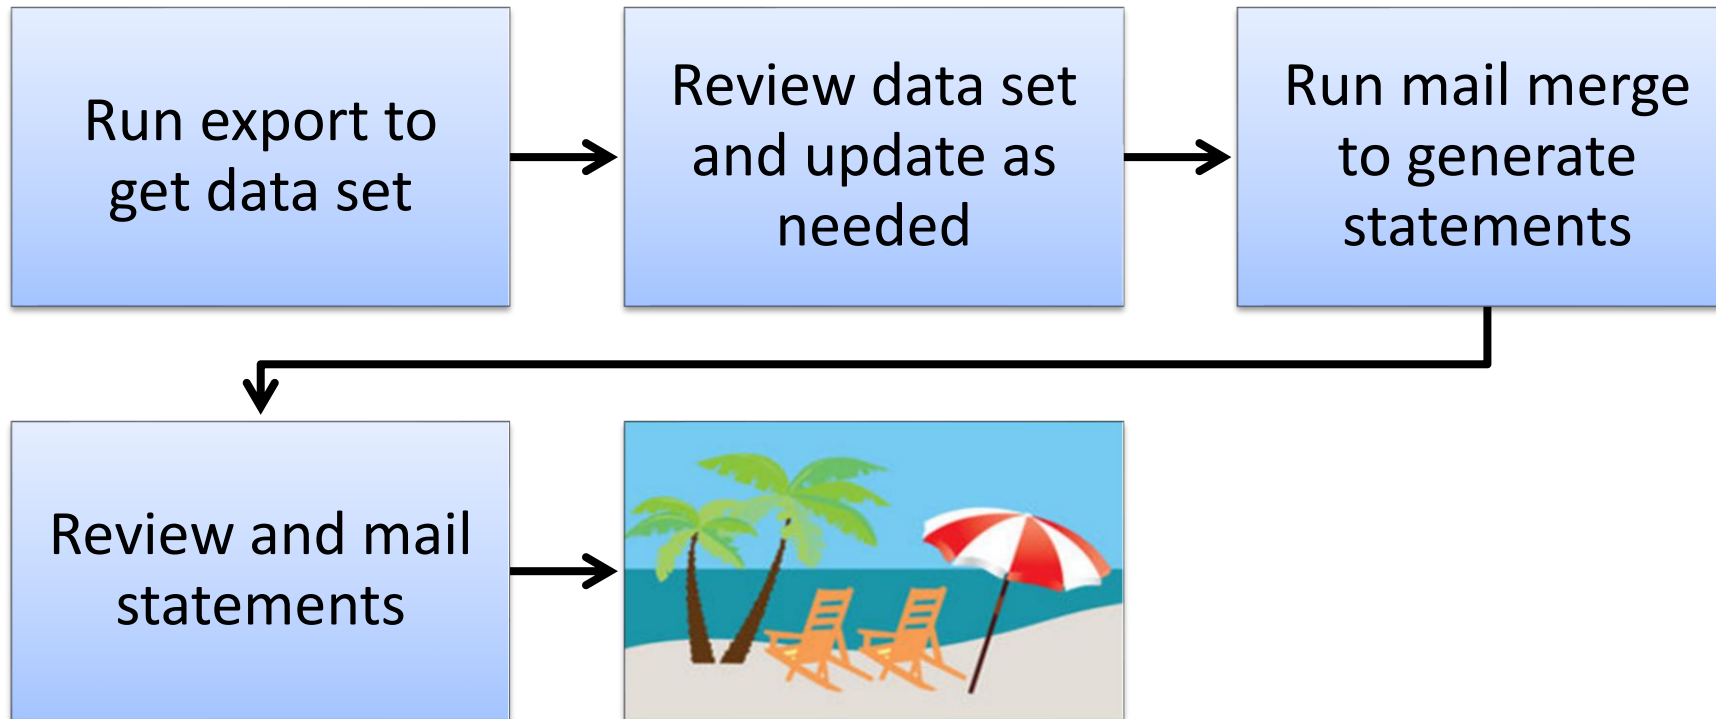 Run export to
get data set
Review data set
and update as
needed
Run mail merge
to generate
statements
Review and mail
statements